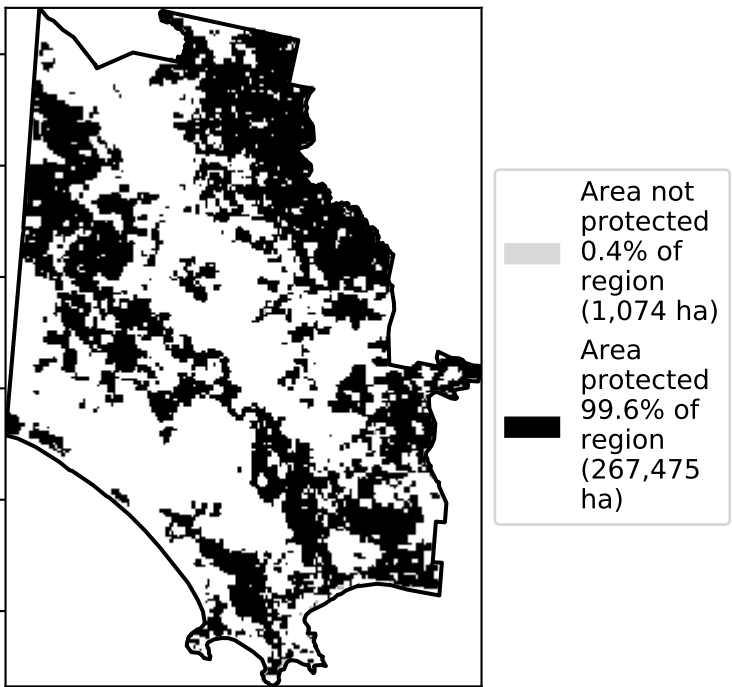 Area not
protected
0.4% of
region
(1,074 ha)
Area
protected
99.6% of
region
(267,475
ha)